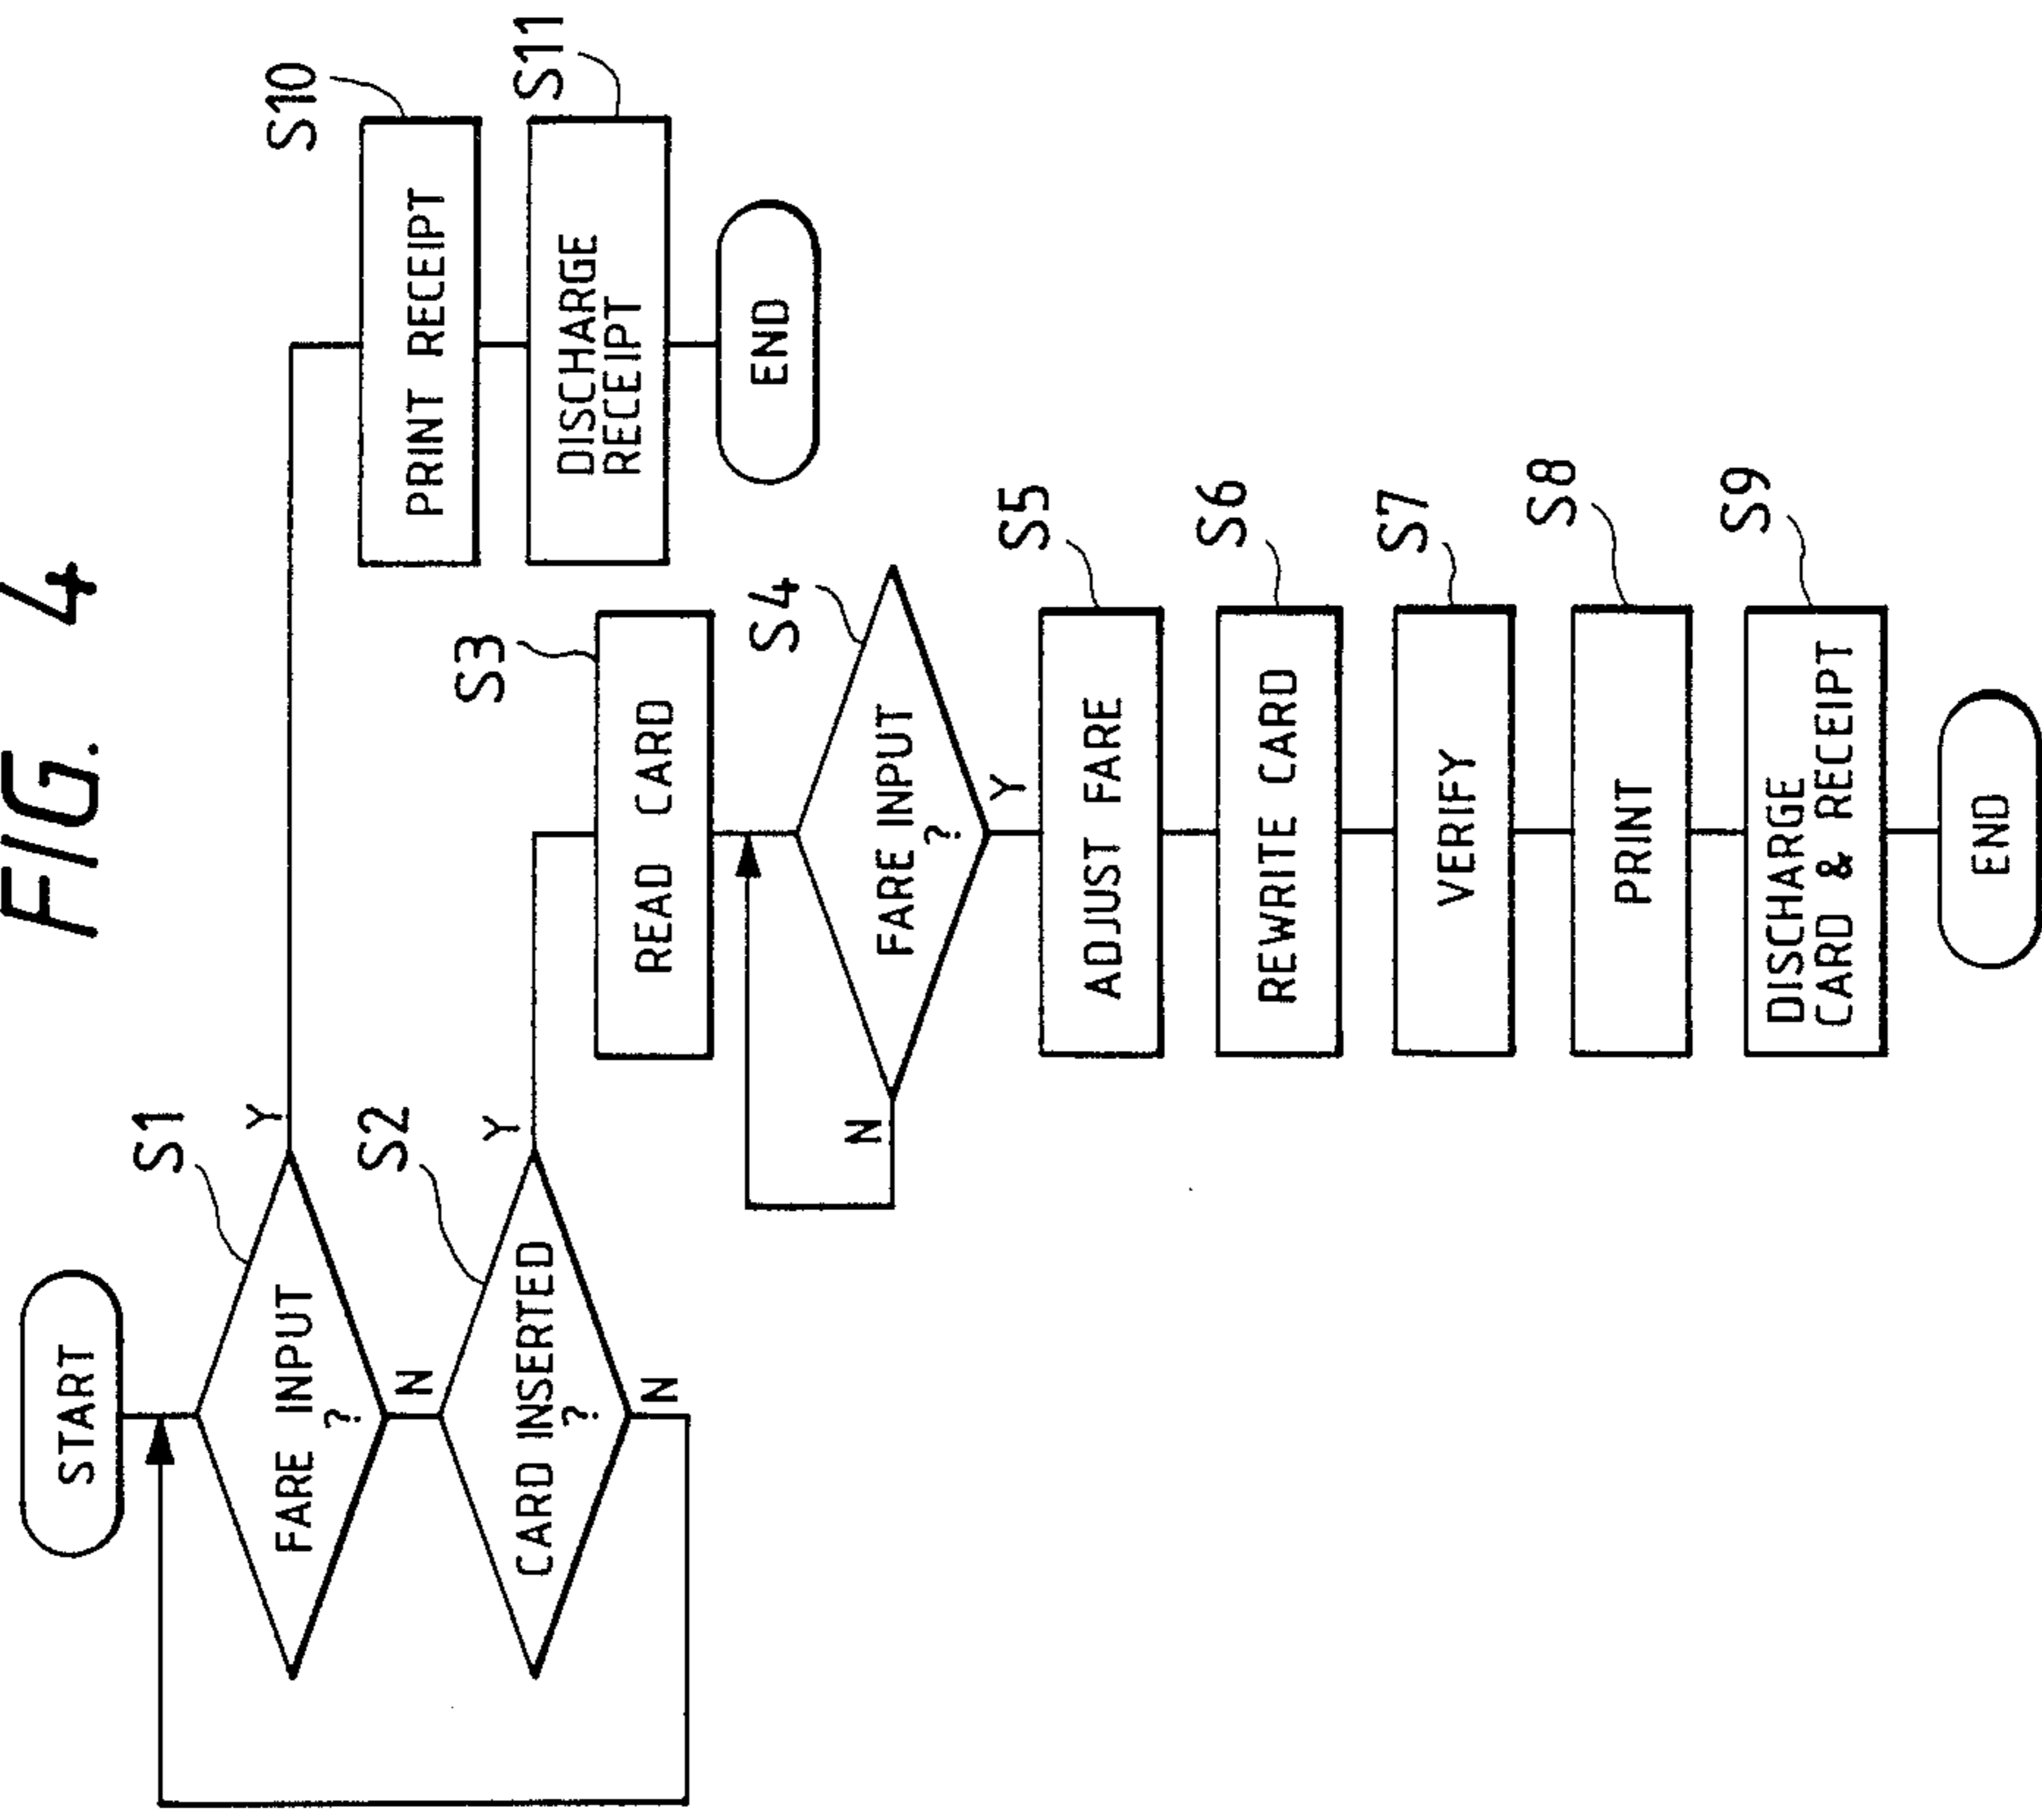 FIG. 4
START
S1
FARE INPUT
?
Y
N
S2
CARD INSERTED
?
Y
N
S3
READ CARD
S4
FARE INPUT
?
N
Y
S5
ADJUST FARE
S6
REWRITE CARD
S7
VERIFY
S8
PRINT
S9
DISCHARGE
CARD & RECEIPT
END
S10
PRINT RECEIPT
S11
DISCHARGE
RECEIPT
END